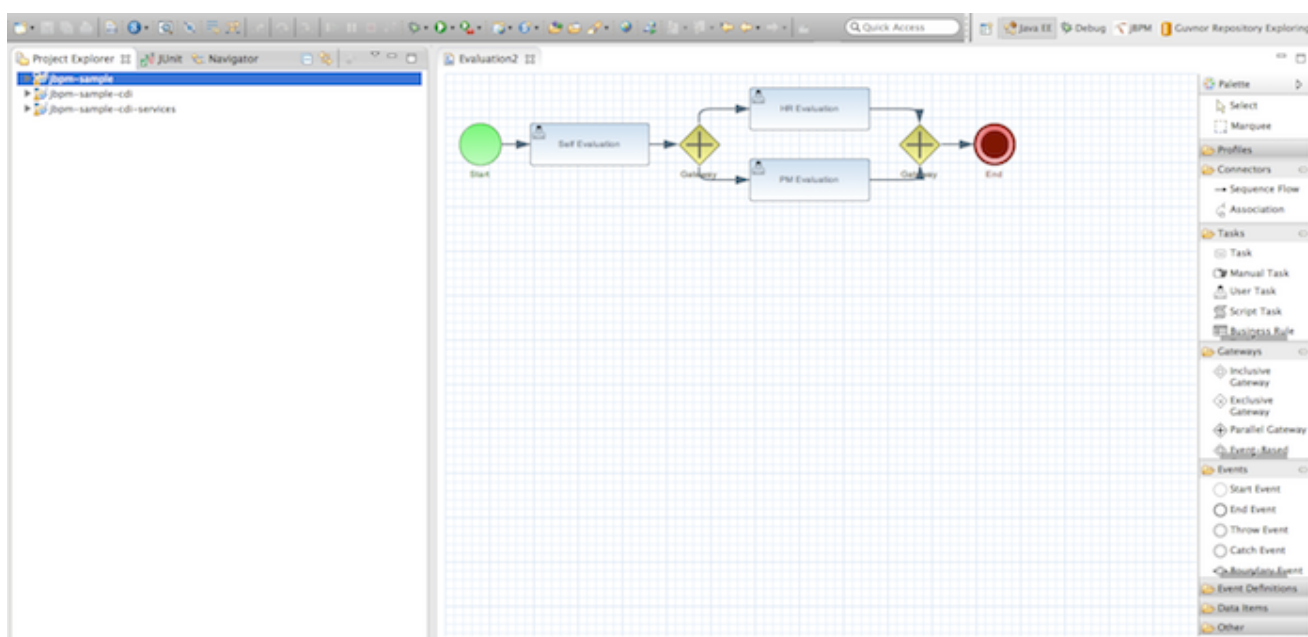 Quick Access
Java EE
Debug
jBPM
Guvnor Repository Exploring
Project Explorer
JUnit
Navigator
jbpm-sample
jbpm-sample-cdi
jbpm-sample-cdi-services
Evaluation2
Start
Self Evaluation
Gateway
HR Evaluation
PM Evaluation
Gateway
End
Palette
Select
Marquee
Profiles
Connectors
Sequence Flow
Association
Tasks
Task
Manual Task
User Task
Script Task
Business Rule
Gateways
Inclusive
Gateway
Exclusive
Gateway
Parallel Gateway
Event-Based
Events
Start Event
End Event
Throw Event
Catch Event
Boundary Event
Event Definitions
Data Items
Other